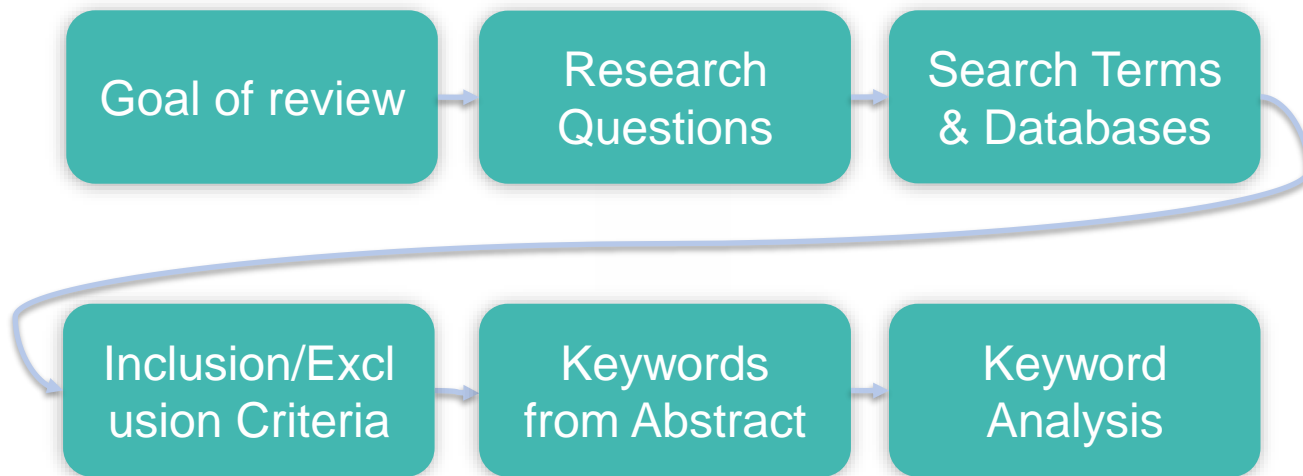 Goal of review
Research
Questions
Search Terms
& Databases
Inclusion/Excl
usion Criteria
Keywords
from Abstract
Keyword
Analysis